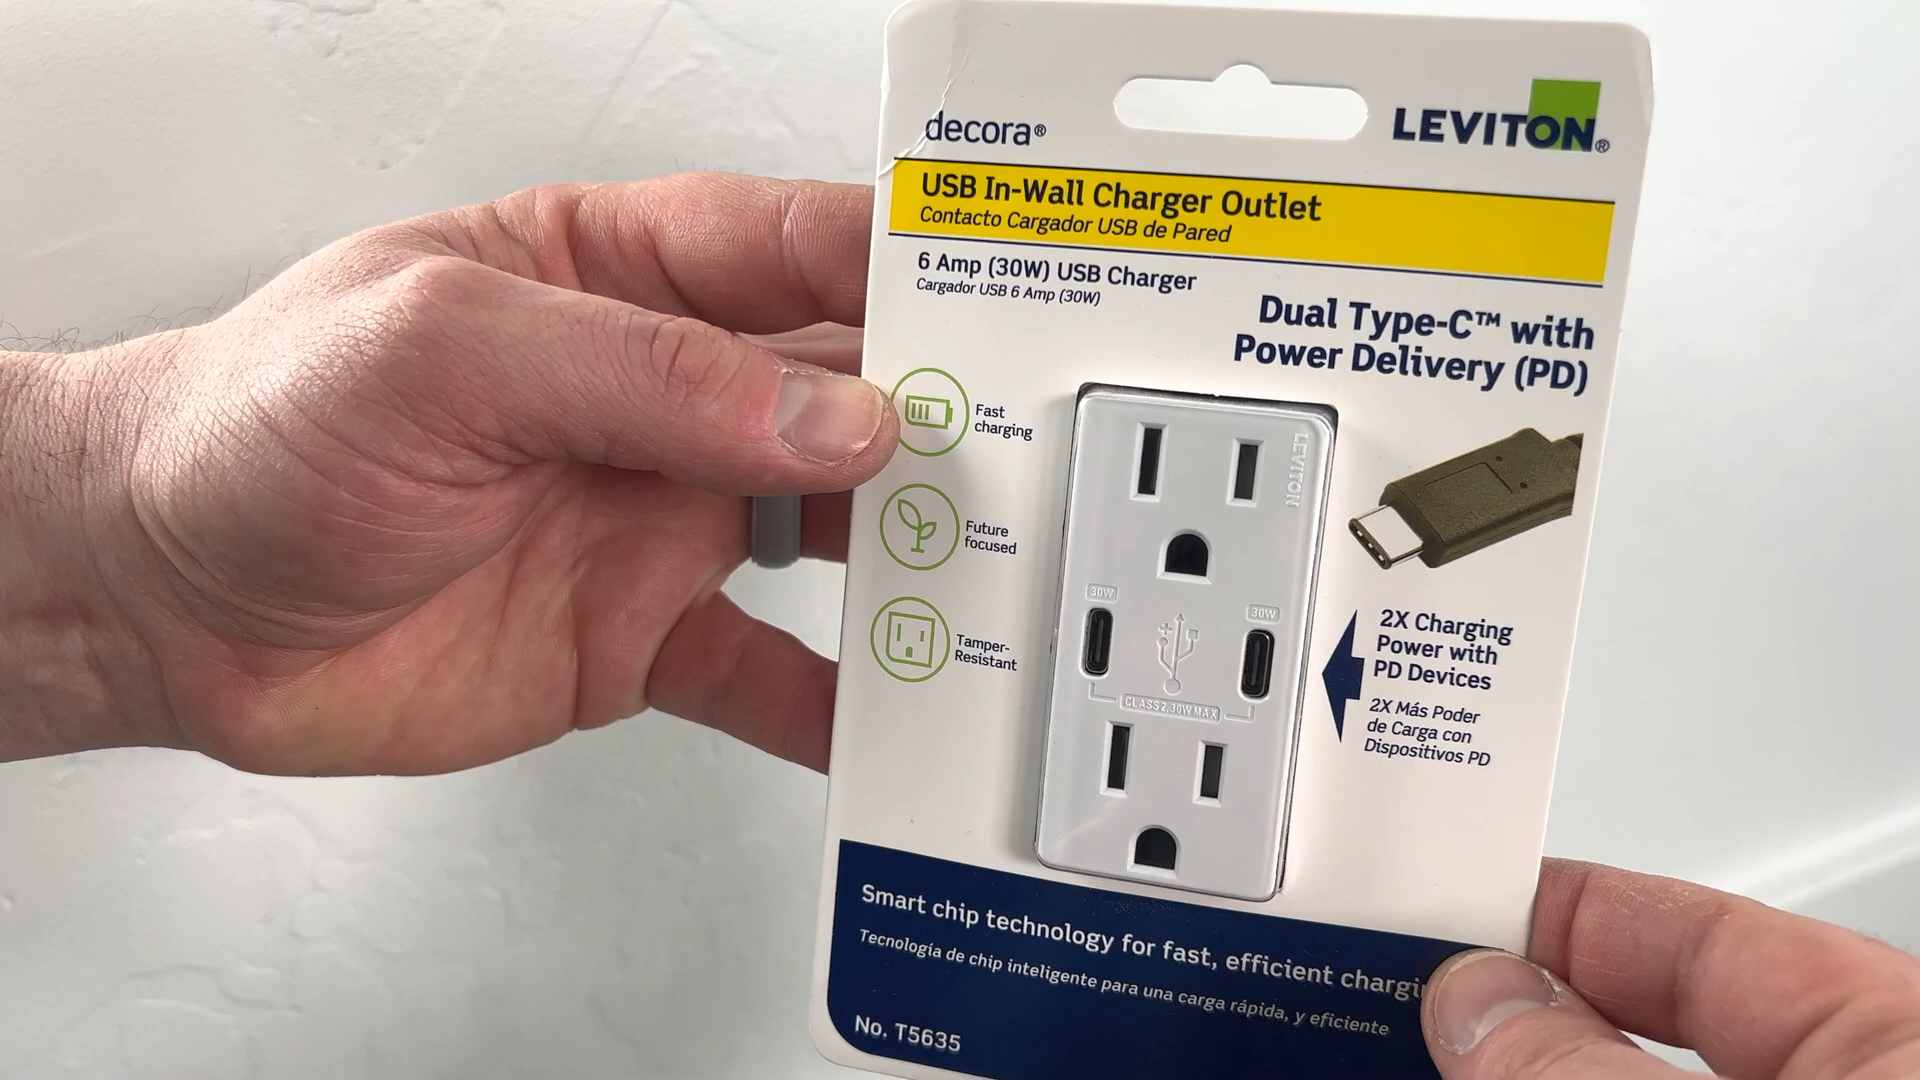 decora®
LEVITON®
USB In-Wall Charger Outlet
Contacto Cargador USB de Pared
6 Amp (30W) USB Charger
Cargador USB 6 Amp (30W)
Dual Type-C™ with
Power Delivery (PD)
Fast
charging
Future
focused
Tamper-
Resistant
LEVITON
30W
30W
CLASS 2, 30W MAX
2X Charging
Power with
PD Devices
2X Más Poder
de Carga con
Dispositivos PD
Smart chip technology for fast, efficient chargi
Tecnología de chip inteligente para una carga rápida, y eficiente
No. T5635